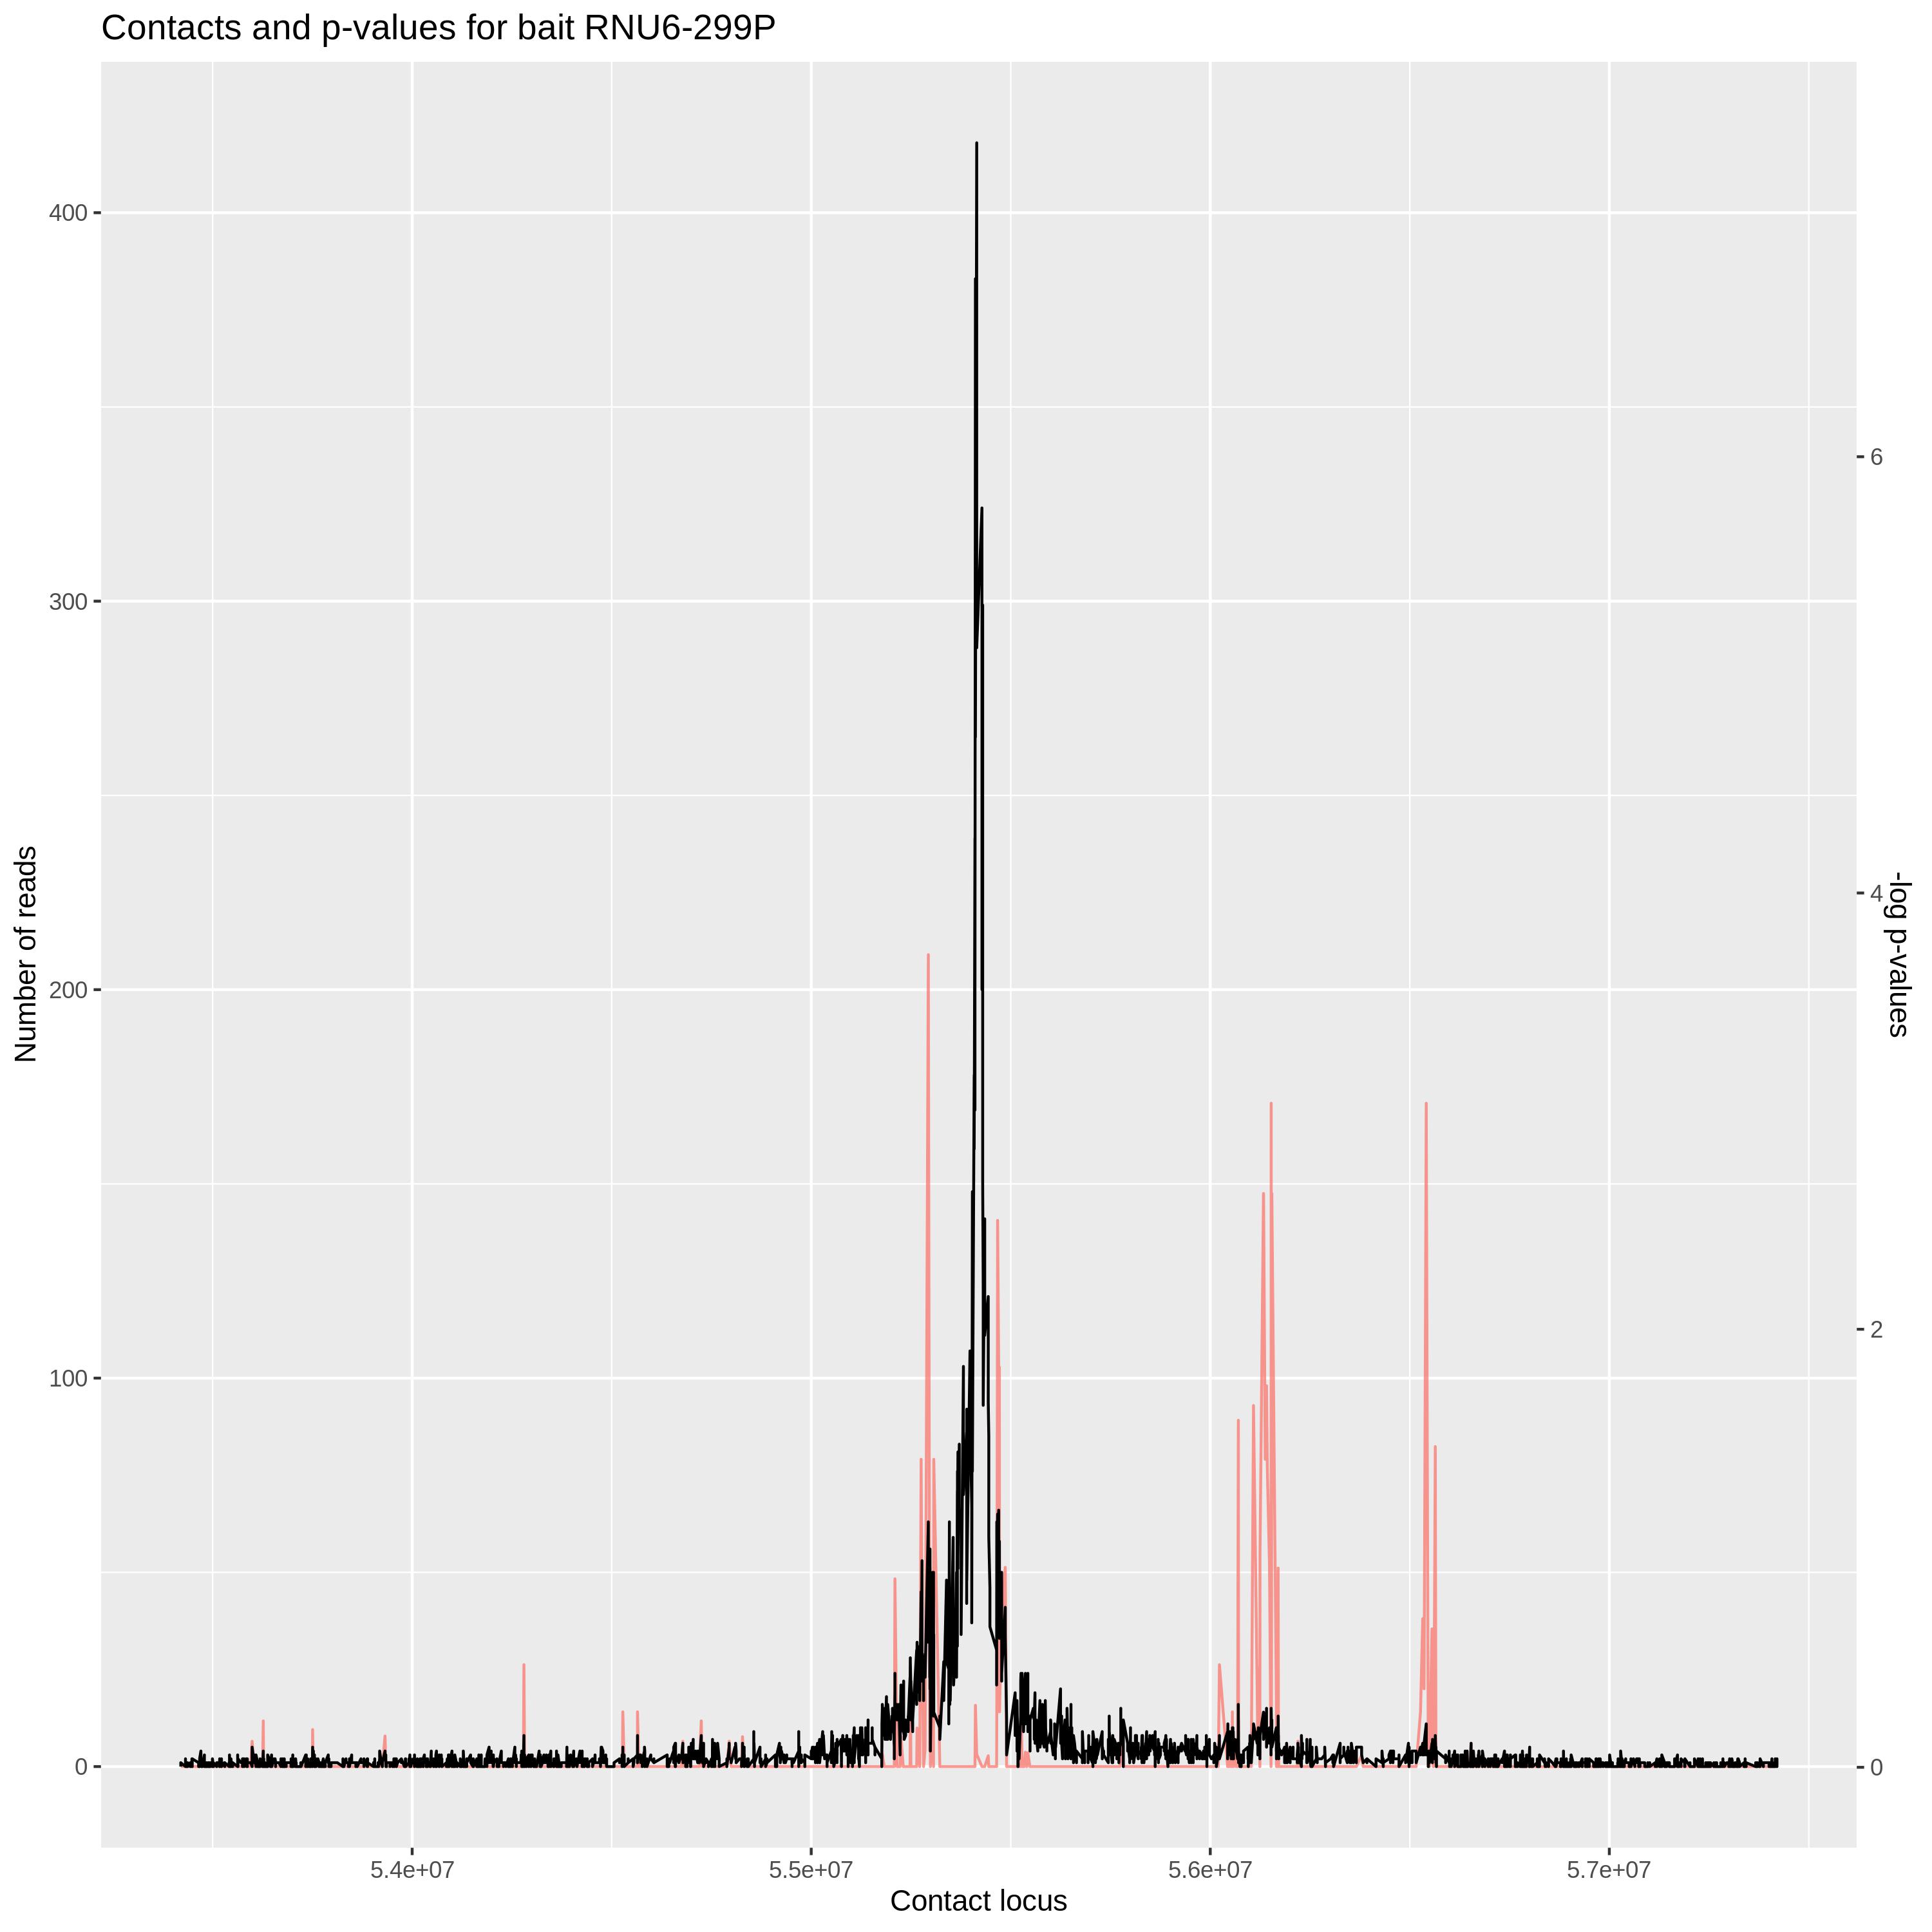 Contacts and p-values for bait RNU6-299P
Number of reads
400
300
200
100
0
6
4
2
0
-log p-values
5.4e+07
5.5e+07
5.6e+07
5.7e+07
Contact locus